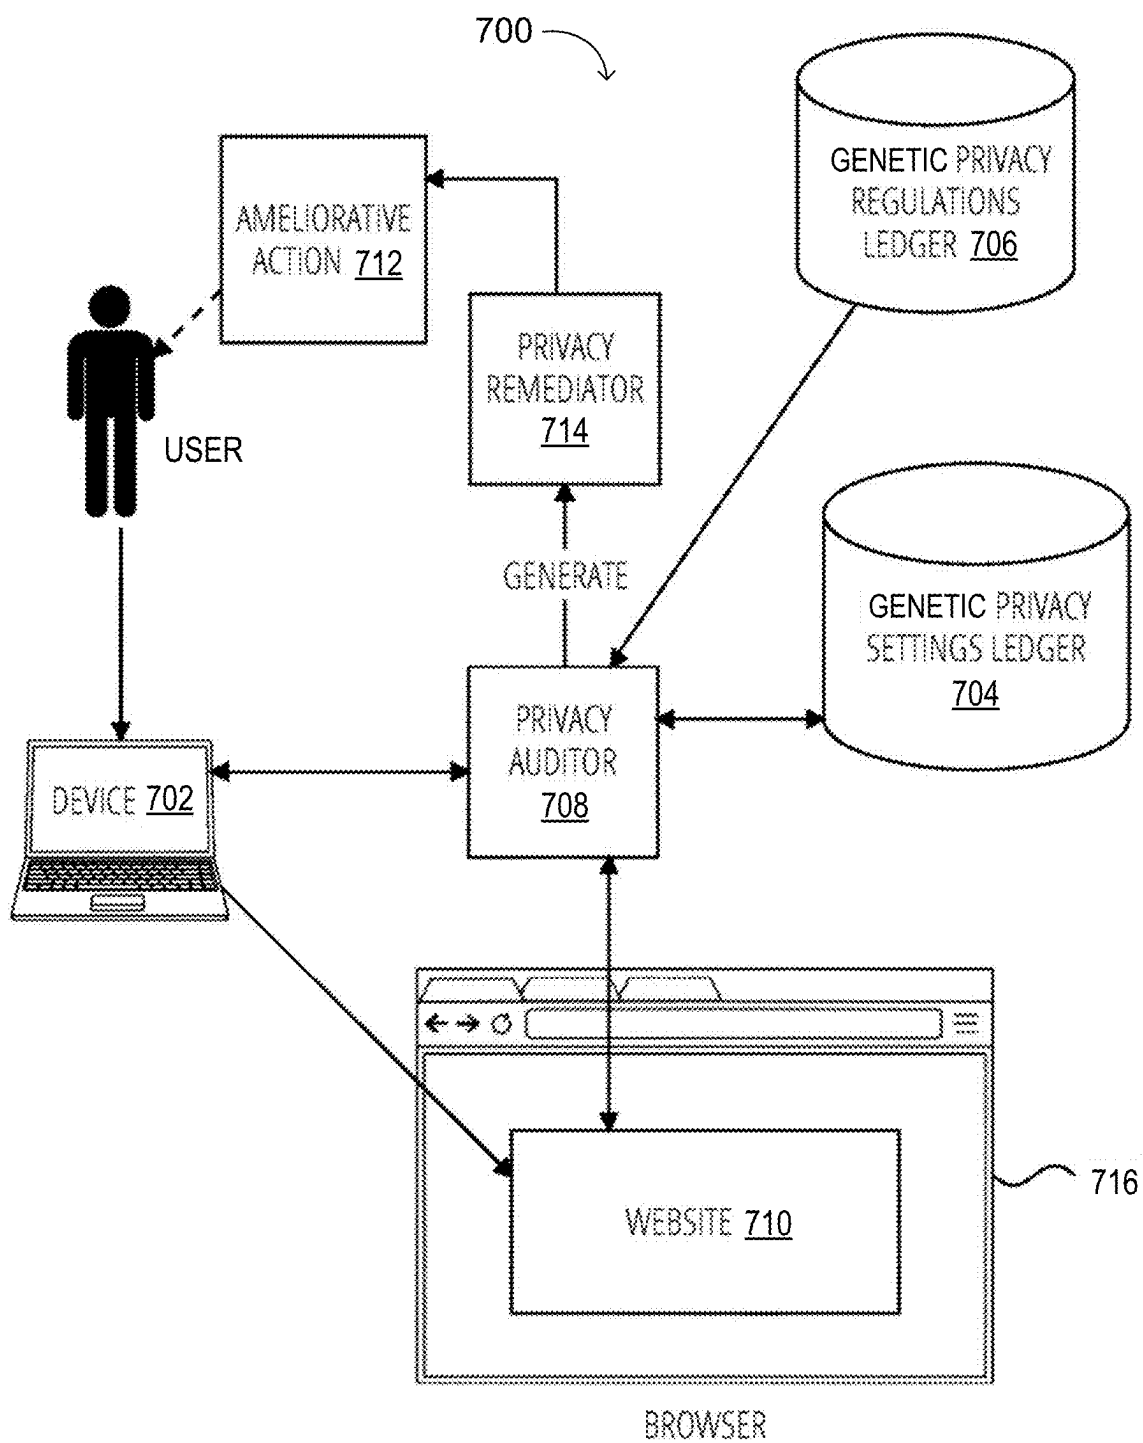 700
GENETIC PRIVACY
REGULATIONS
LEDGER 706
AMELIORATIVE
ACTION 712
PRIVACY
REMEDIATOR
714
USER
GENERATE
GENETIC PRIVACY
SETTINGS LEDGER
704
PRIVACY
AUDITOR
708
DEVICE 702
716
WEBSITE 710
BROWSER